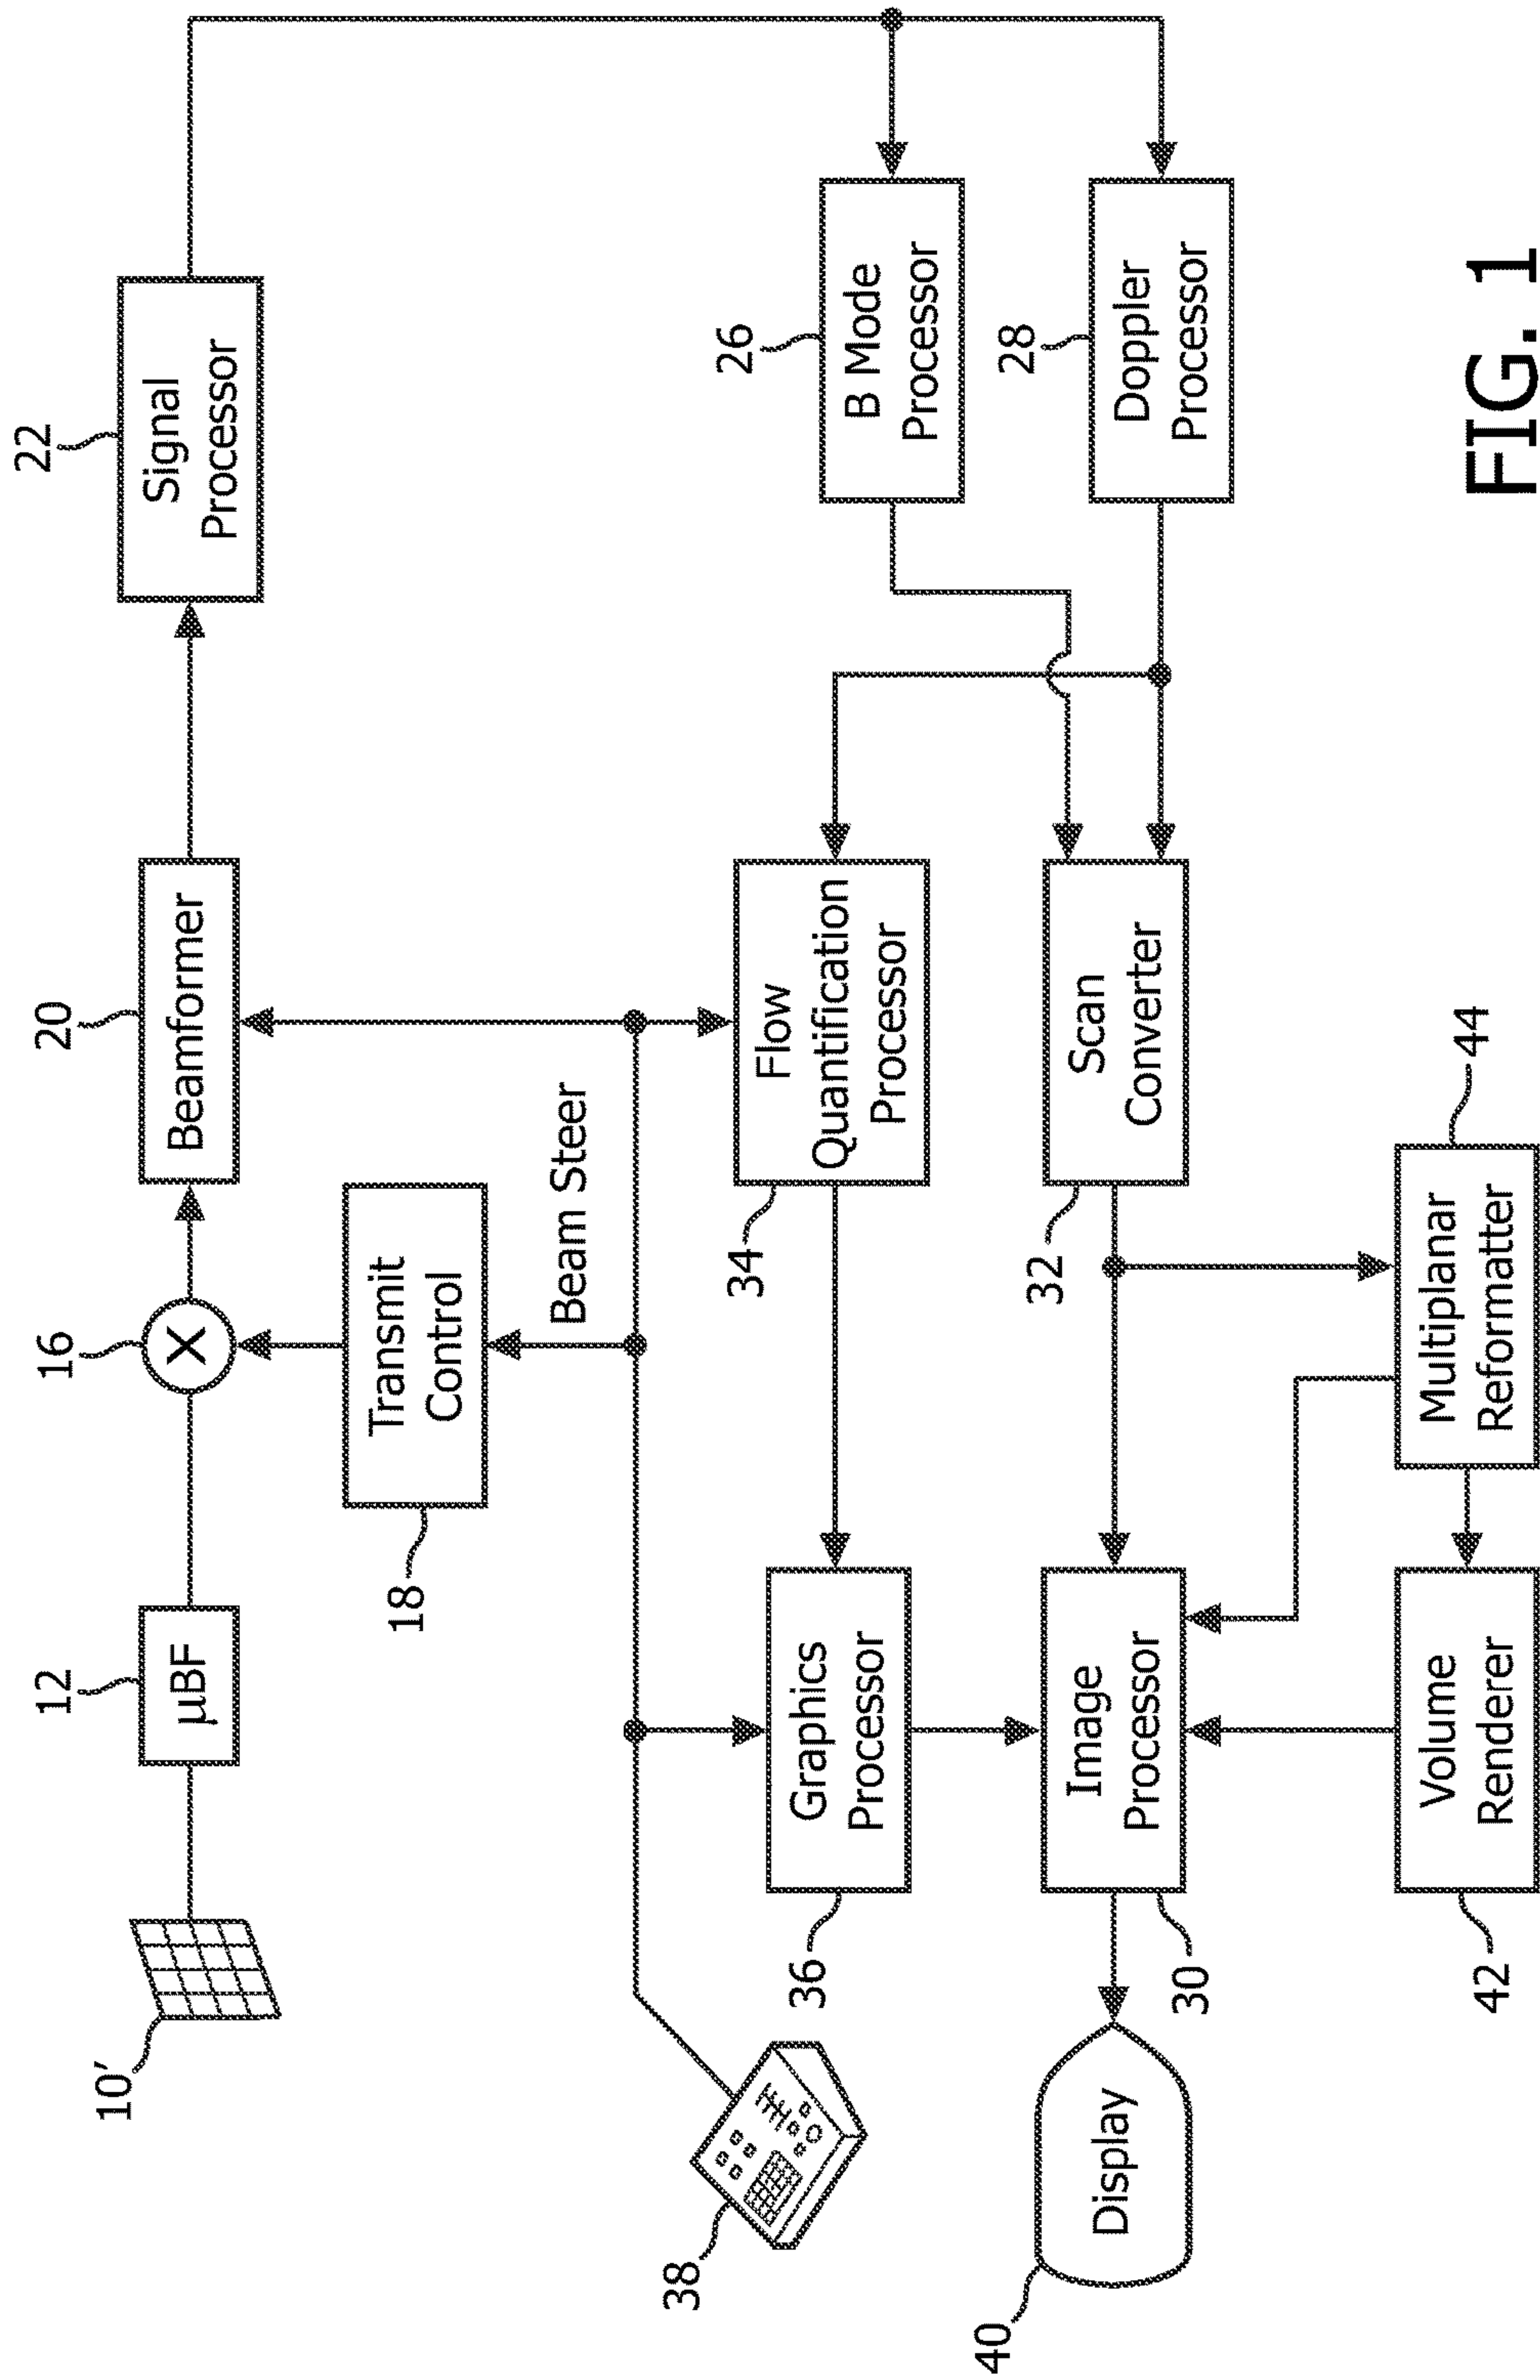 10′
12
µBF
16
X
20
Beamformer
22
Signal
Processor
18
Transmit
Control
Beam Steer
38
36
Graphics
Processor
34
Flow
Quantification
Processor
26
B Mode
Processor
40
Display
30
Image
Processor
32
Scan
Converter
28
Doppler
Processor
42
Volume
Renderer
Multiplanar
Reformatter
44
FIG. 1